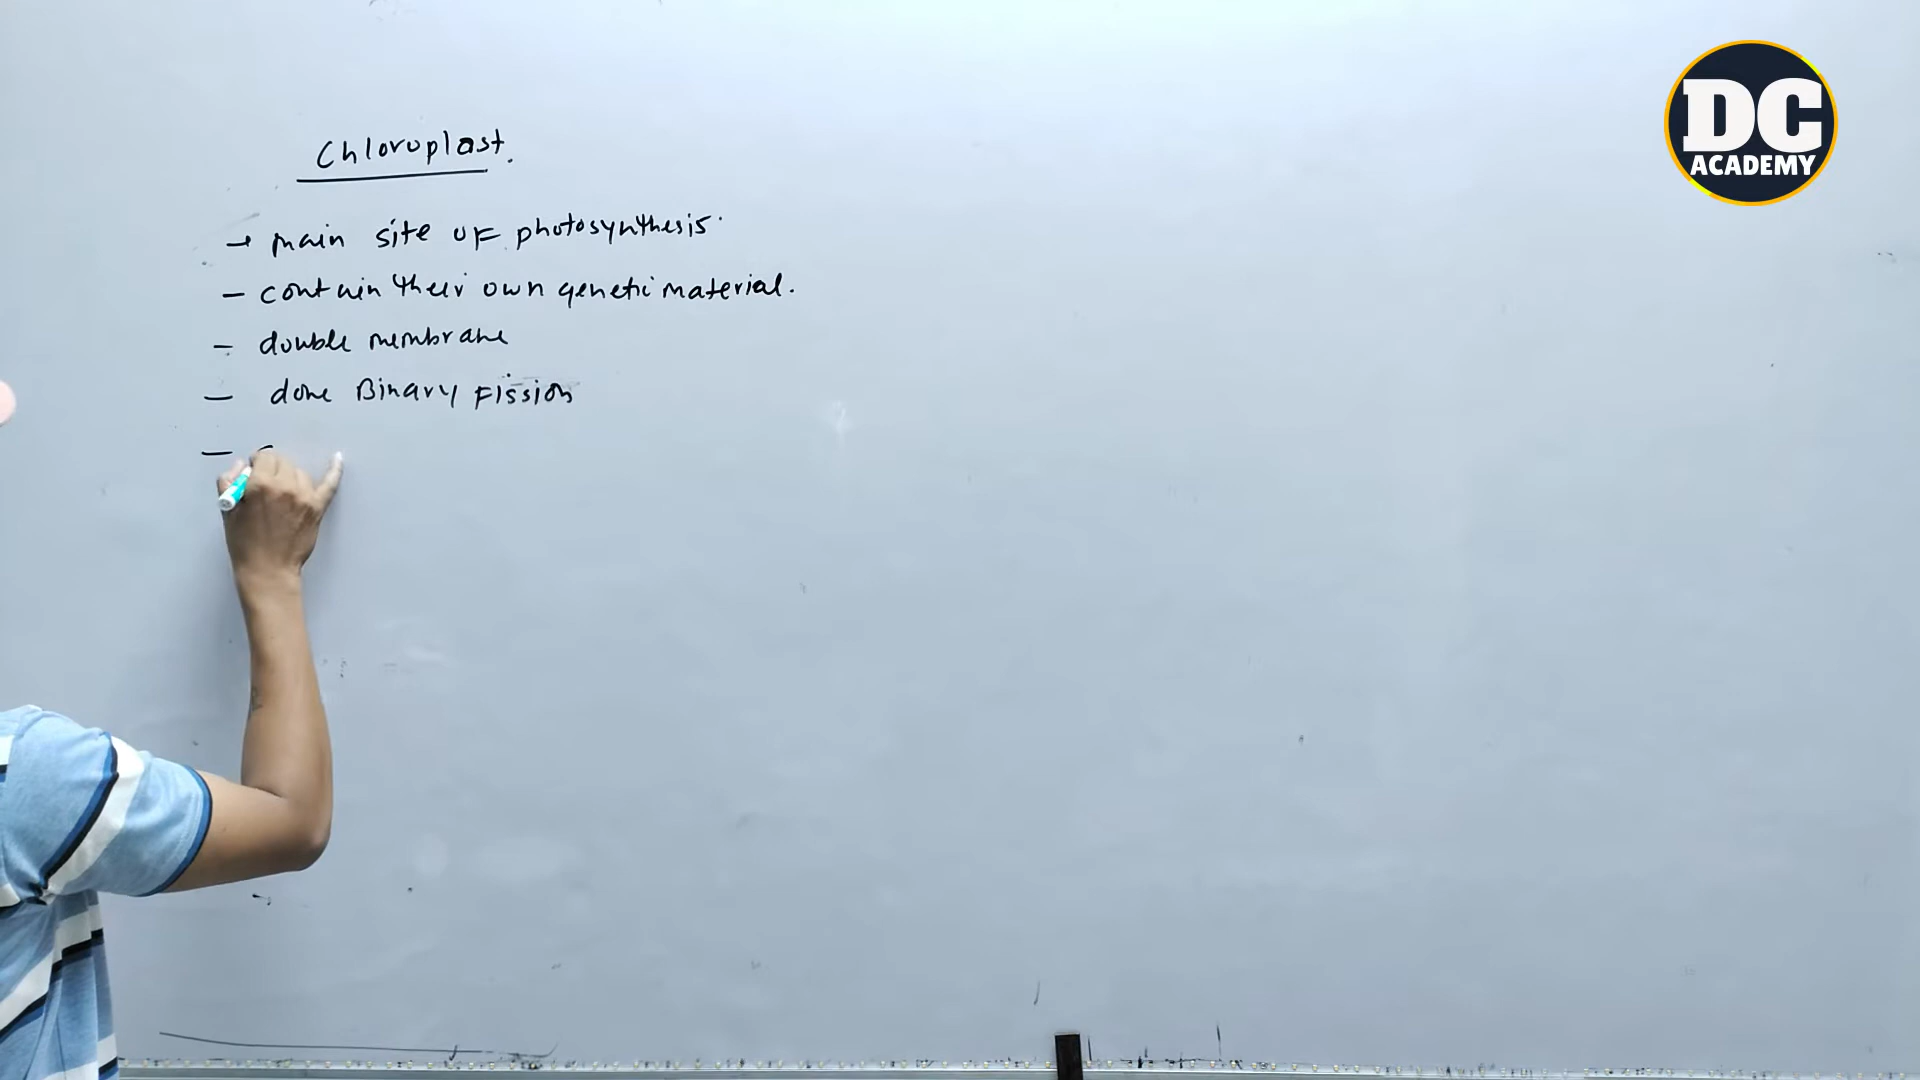 Chloroplast.
→ main site of photosynthesis.
– contain their own genetic material.
– double membrane
– done Binary Fission
–
DC
ACADEMY